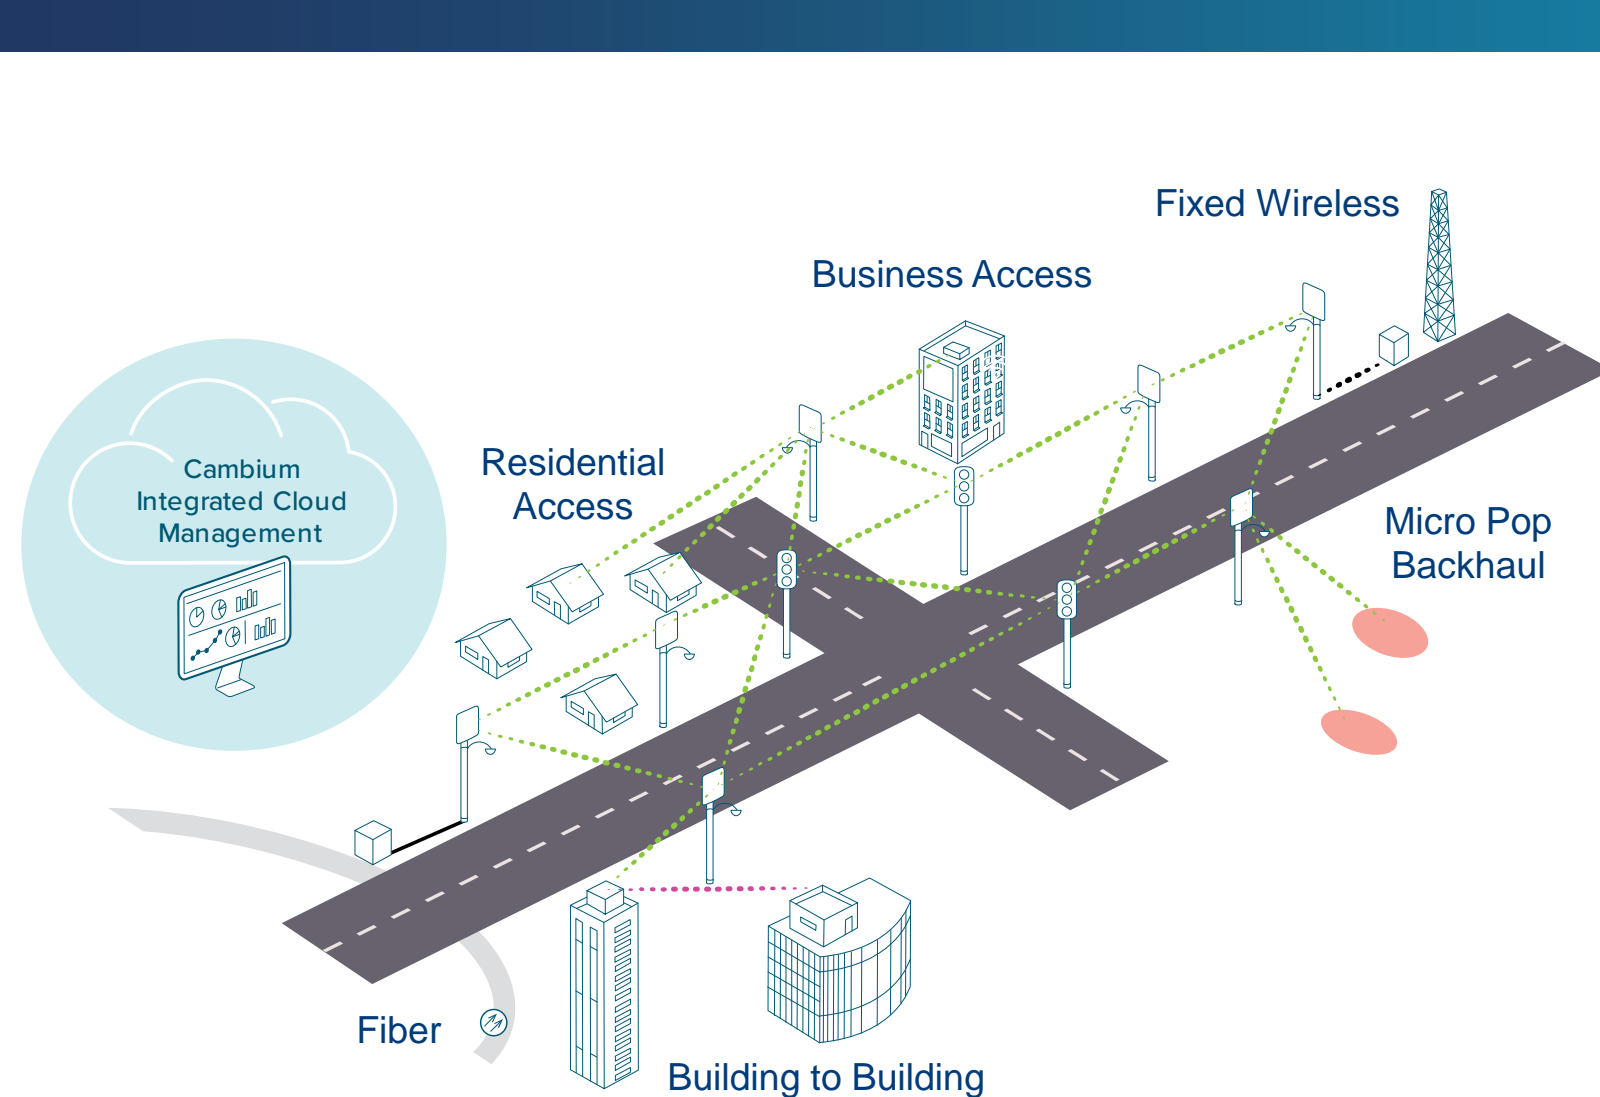 Fixed Wireless
Business Access
Residential
Access
Cambium
Integrated Cloud
Management
Micro Pop
Backhaul
Fiber
Building to Building